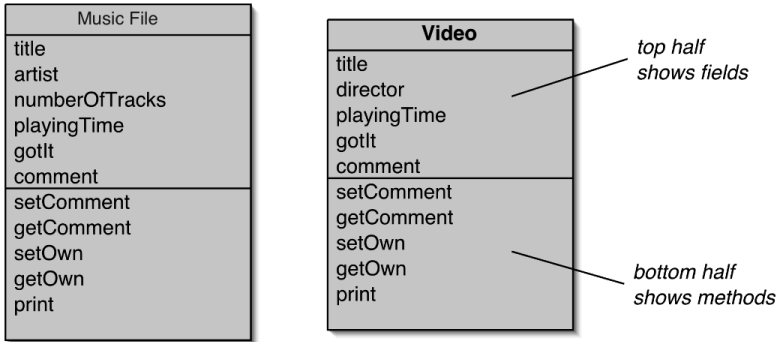 Music File
title
artist
numberOfTracks
playingTime
gotIt
comment
setComment
getComment
setOwn
getOwn
print
Video
title
director
playingTime
gotIt
comment
setComment
getComment
setOwn
getOwn
print
top half
shows fields
bottom half
shows methods